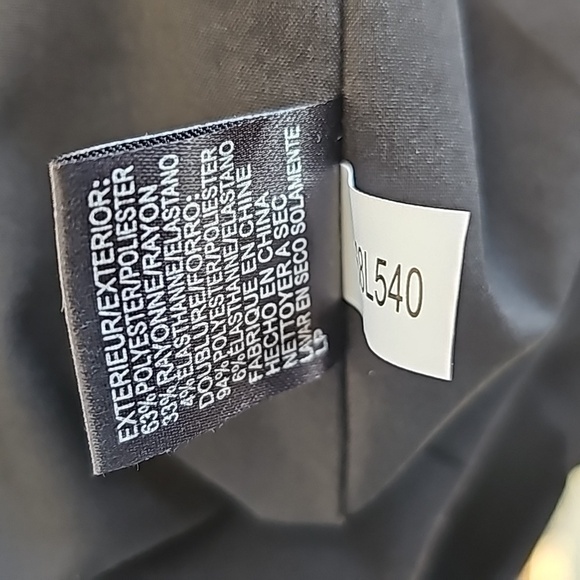 EXTERIEUR/EXTERIOR:
63% POLYESTER/POLIESTER
33% RAYONNE/RAYON
4% ELASTHANNE/ELASTANO
DOUBLURE/FORRO:
94% POLYESTER/POLIESTER
6% ELASTHANNE/ELASTANO
FABRIQUE EN CHINE
HECHO EN CHINA
NETTOYER A SEC
LAVAR EN SECO SOLAMENTE
LP
8L540